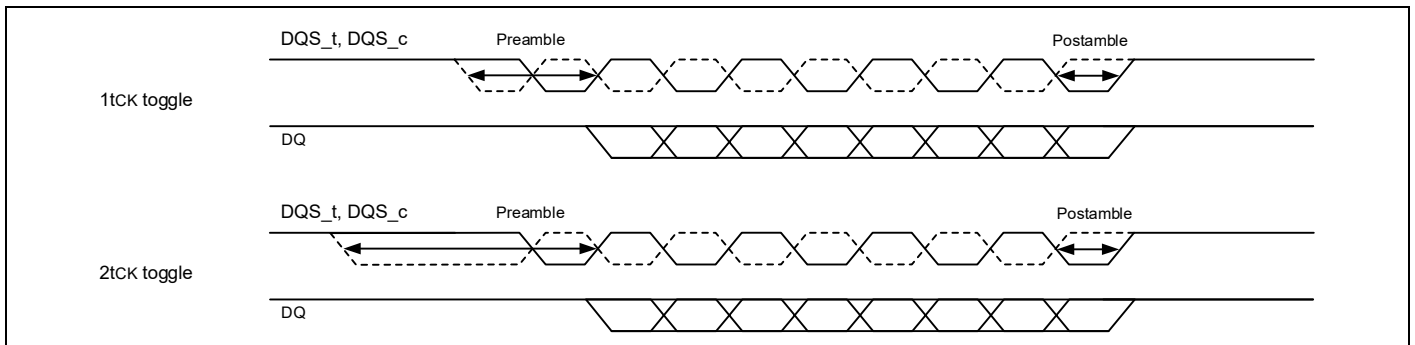 DQS_t, DQS_c Preamble Postamble
1tCK toggle
DQ
DQS_t, DQS_c Preamble Postamble
2tCK toggle
DQ